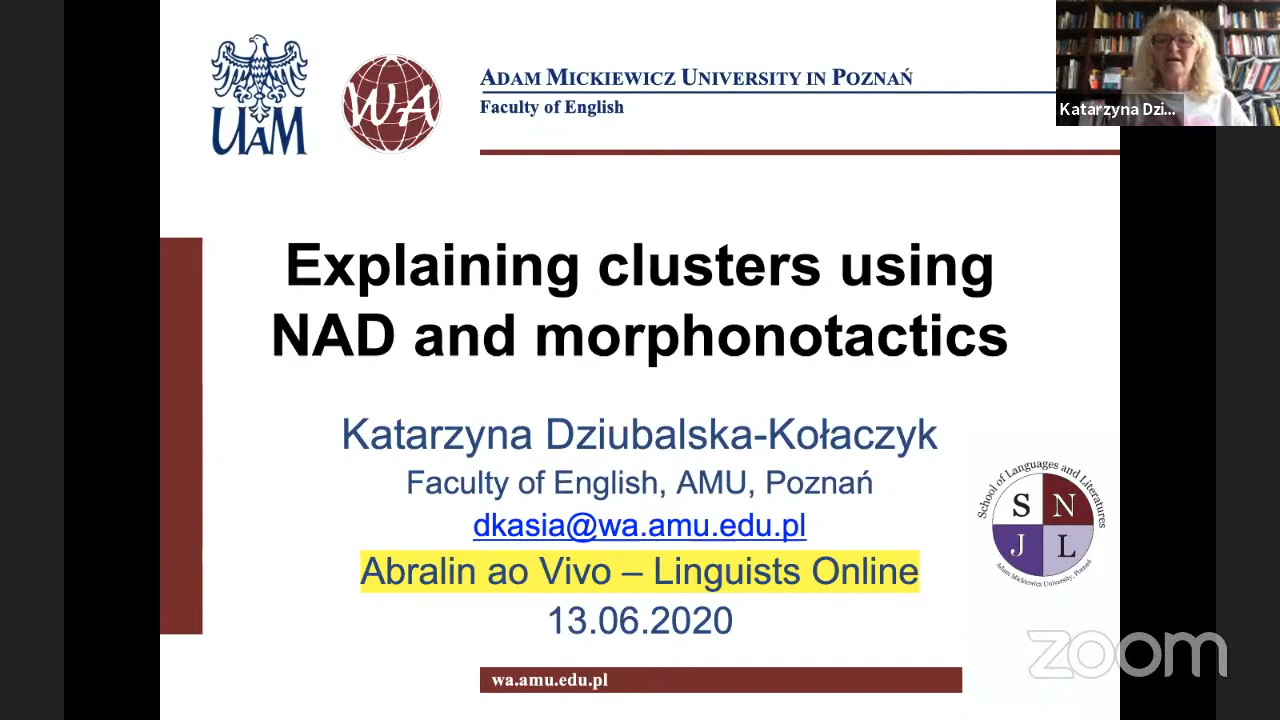 ADAM MICKIEWICZ UNIVERSITY IN POZNAŃ
Faculty of English
UAM
WA
Katarzyna Dzi...
Explaining clusters using
NAD and morphonotactics
Katarzyna Dziubalska-Kołaczyk
Faculty of English, AMU, Poznań
dkasia@wa.amu.edu.pl
Abralin ao Vivo – Linguists Online
13.06.2020
School of Languages and Literatures
S N
J L
Adam Mickiewicz University, Poznań
zoom
wa.amu.edu.pl